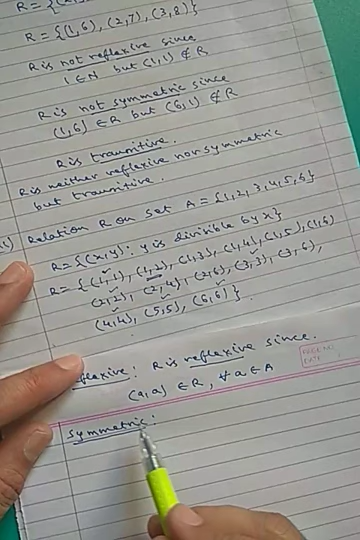 R = {(1,6), (2,7), (3,8)}
R is not reflexive since
1 ∈ N but (1,1) ∉ R
R is not symmetric since
(1,6) ∈ R but (6,1) ∉ R
R is transitive.
R is neither reflexive nor symmetric
but transitive.
Relation R on set A = {1,2,3,4,5,6}
R = {(x,y): y is divisible by x}
R = {(1,1), (1,2), (1,3), (1,4), (1,5), (1,6)
(2,2), (2,4), (2,6), (3,3), (3,6),
(4,4), (5,5), (6,6)}
R is reflexive since.
(a,a) ∈ R, ∀ a ∈ A
PAGE NO.
DATE
Symmetric: